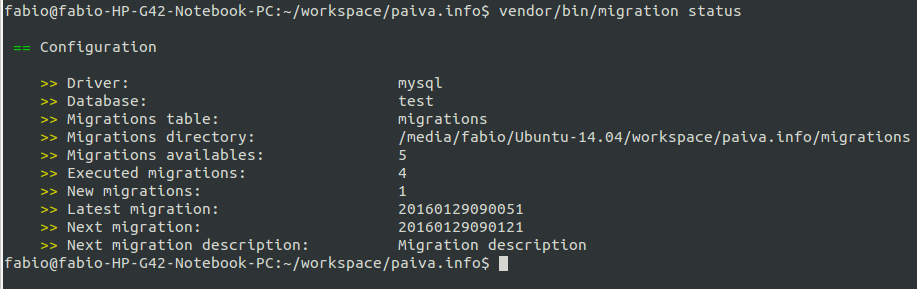 fabio@fabio-HP-G42-Notebook-PC:~/workspace/paiva.info$ vendor/bin/migration status
== Configuration
>> Driver: mysql
>> Database: test
>> Migrations table: migrations
>> Migrations directory: /media/fabio/Ubuntu-14.04/workspace/paiva.info/migrations
>> Migrations availables: 5
>> Executed migrations: 4
>> New migrations: 1
>> Latest migration: 20160129090051
>> Next migration: 20160129090121
>> Next migration description: Migration description
fabio@fabio-HP-G42-Notebook-PC:~/workspace/paiva.info$